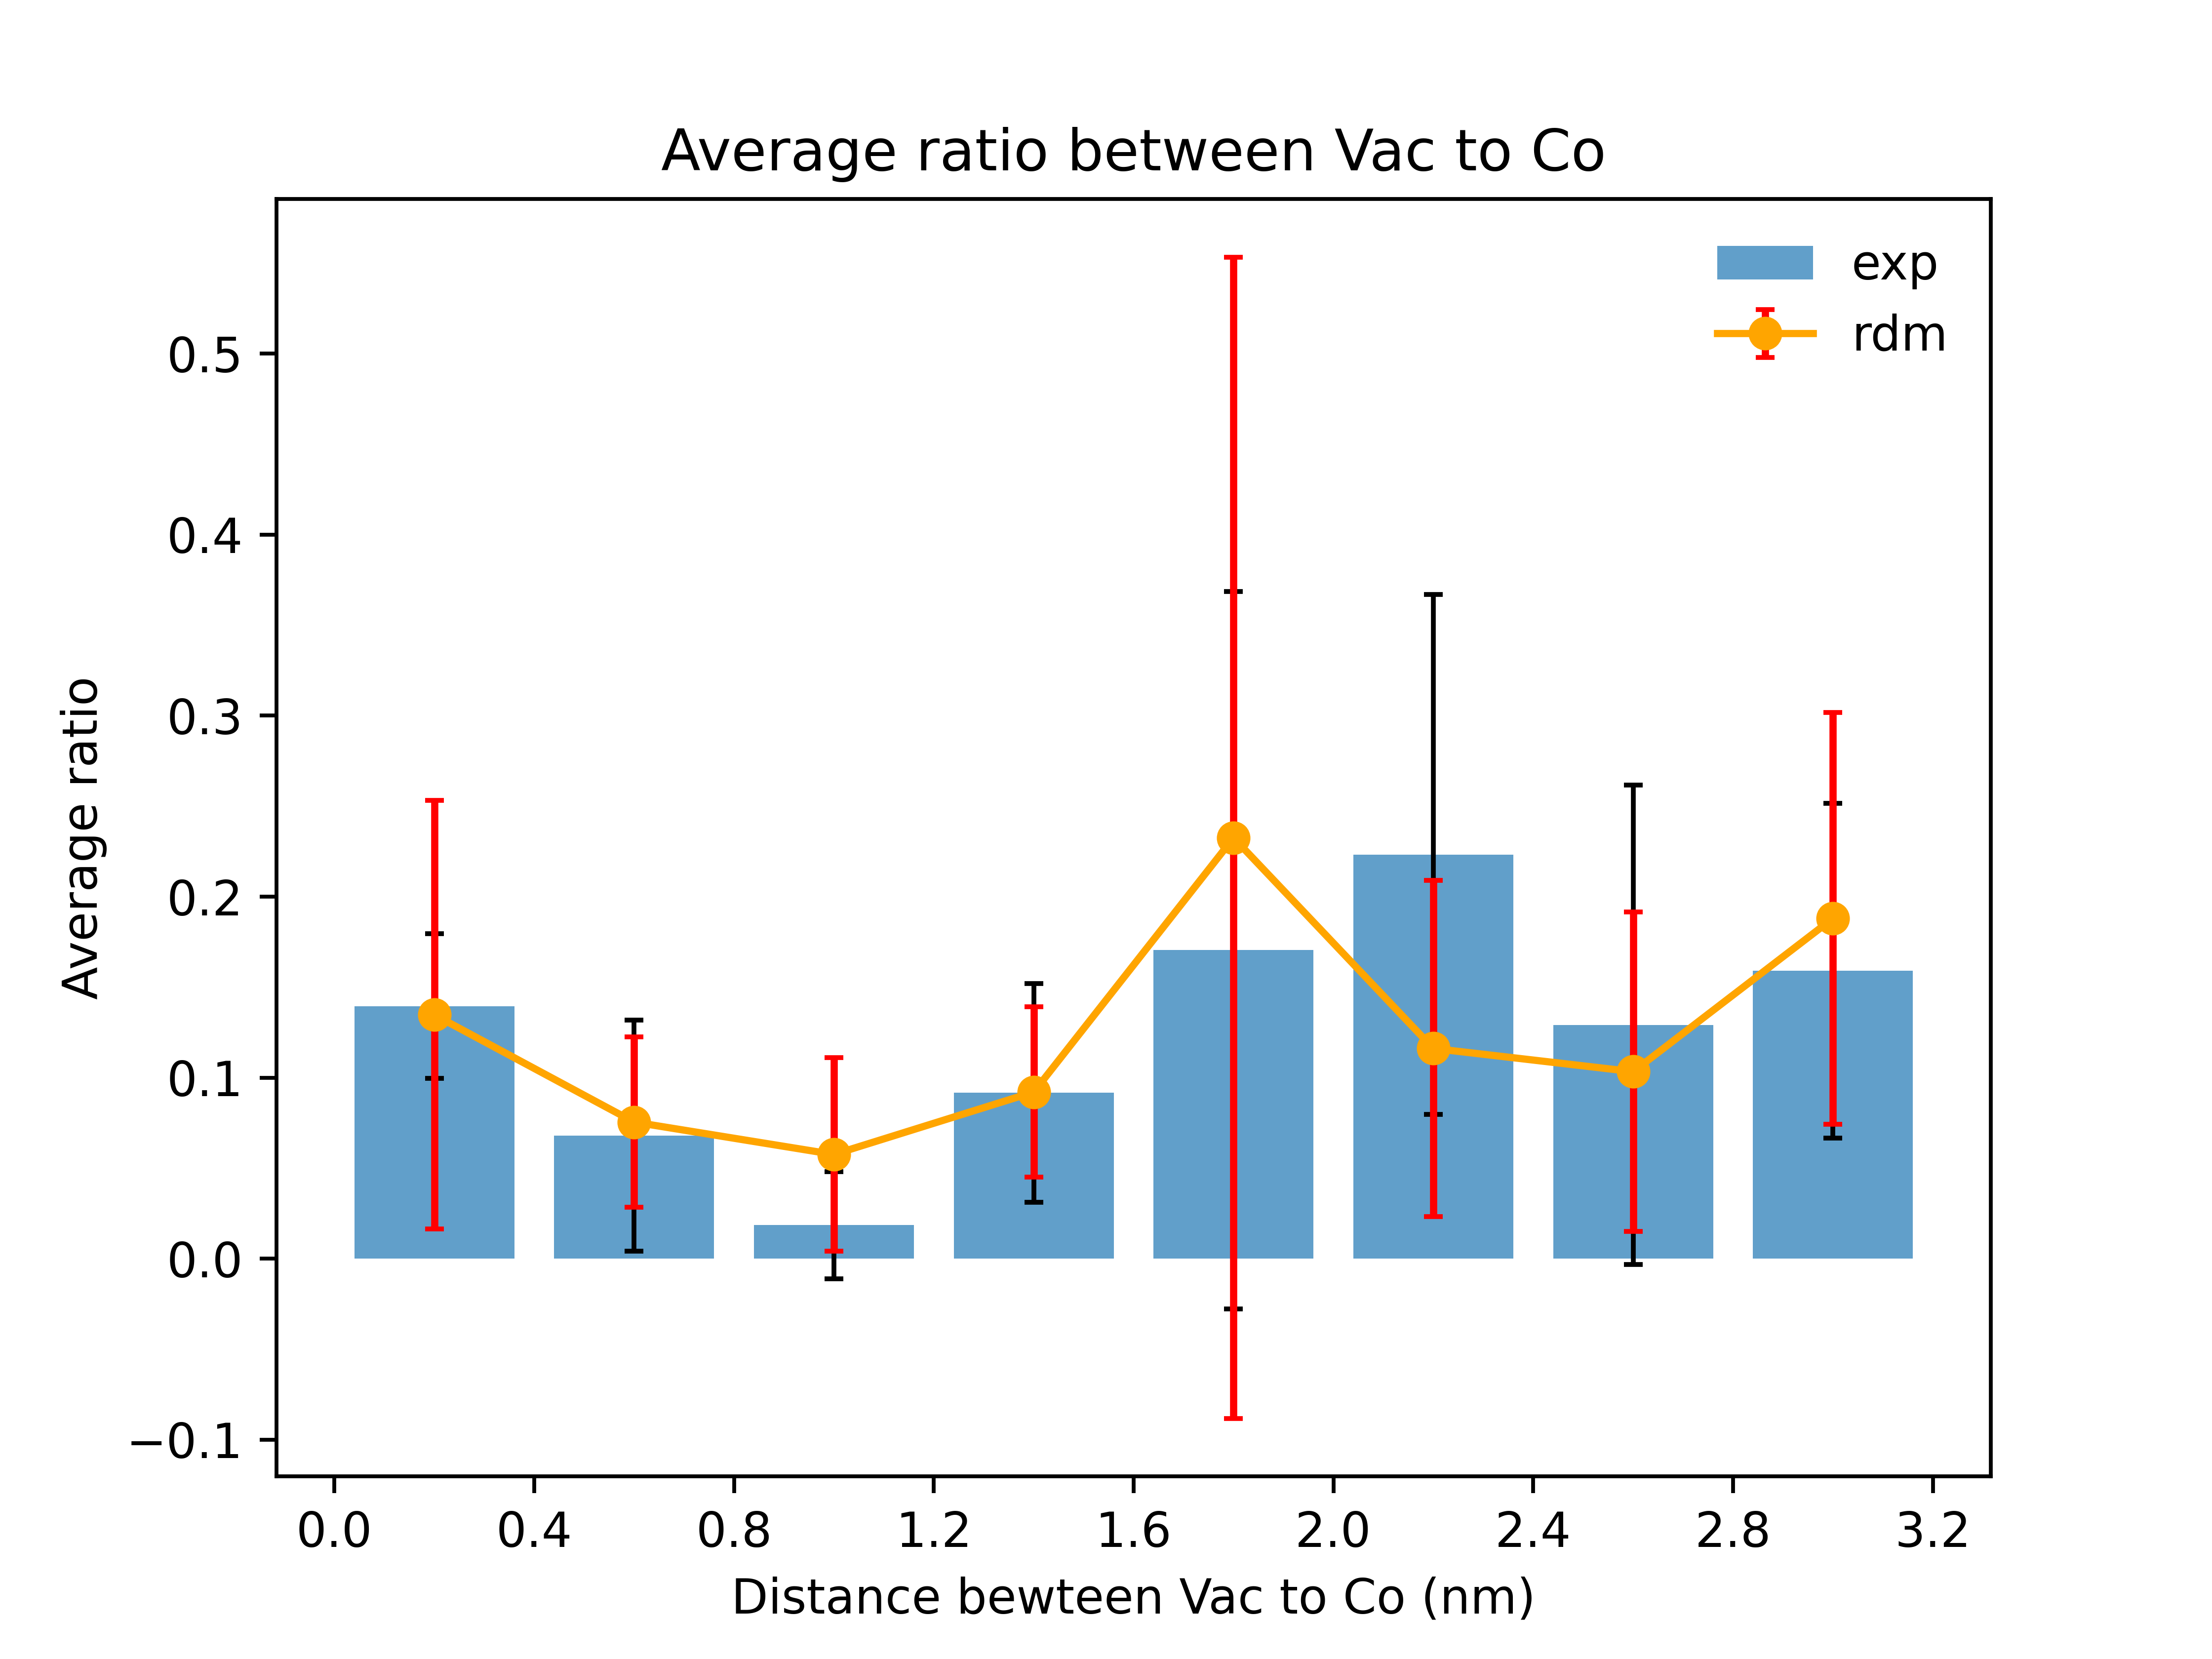 Average ratio between Vac to Co
exp
rdm
Average ratio
0.5
0.4
0.3
0.2
0.1
0.0
−0.1
0.0 0.4 0.8 1.2 1.6 2.0 2.4 2.8 3.2
Distance bewteen Vac to Co (nm)